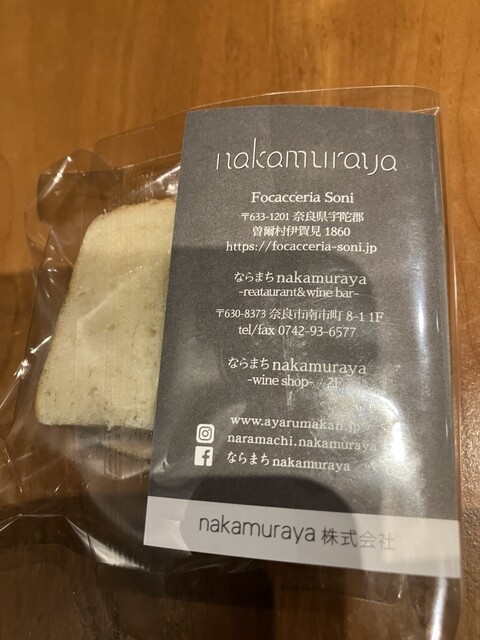 nakamuraya
Focacceria Soni
〒633-1201 奈良県宇陀郡
曽爾村伊賀見 1860
https://focacceria-soni.jp
ならまち nakamuraya
-reataurant&wine bar-
〒630-8373 奈良市南市町 8-1 1F
tel/fax 0742-93-6577
ならまち nakamuraya
-wine shop- 2F
www.ayarumakan.jp
naramachi.nakamuraya
ならまち nakamuraya
nakamuraya 株式会社